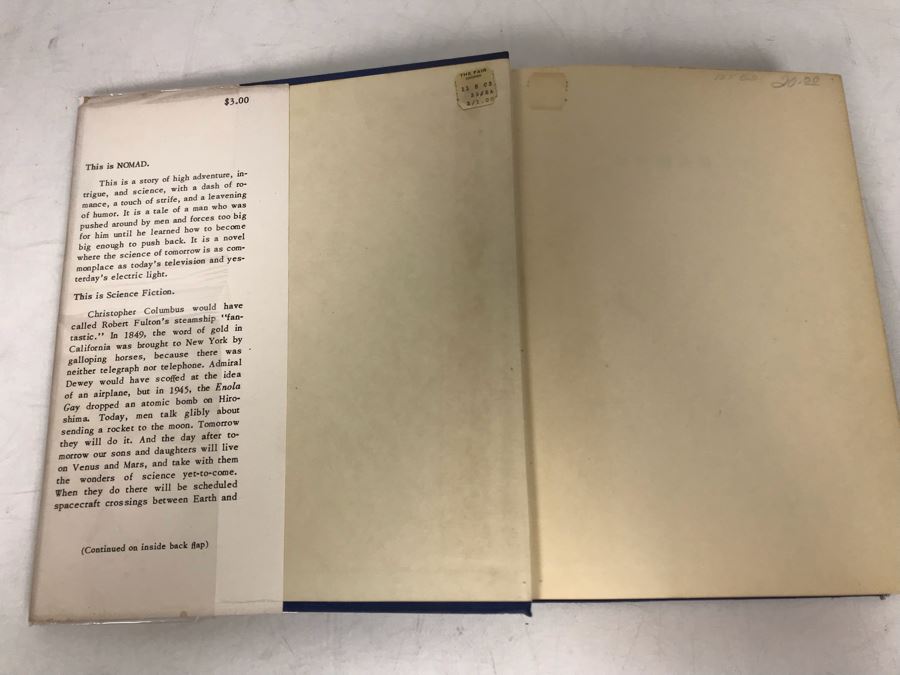 $3.00
This is NOMAD.
This is a story of high adventure, in-
trigue, and science, with a dash of ro-
mance, a touch of strife, and a leavening
of humor. It is a tale of a man who was
pushed around by men and forces too big
for him until he learned how to become
big enough to push back. It is a novel
where the science of tomorrow is as com-
monplace as today's television and yes-
terday's electric light.
This is Science Fiction.
Christopher Columbus would have
called Robert Fulton's steamship "fan-
tastic." In 1849, the word of gold in
California was brought to New York by
galloping horses, because there was
neither telegraph nor telephone. Admiral
Dewey would have scoffed at the idea
of an airplane, but in 1945, the Enola
Gay dropped an atomic bomb on Hiro-
shima. Today, men talk glibly about
sending a rocket to the moon. Tomorrow
they will do it. And the day after to-
morrow our sons and daughters will live
on Venus and Mars, and take with them
the wonders of science yet-to-come.
When they do there will be scheduled
spacecraft crossings between Earth and
(Continued on inside back flap)
THE FAIR
11 B 02
2/1.00
20.00